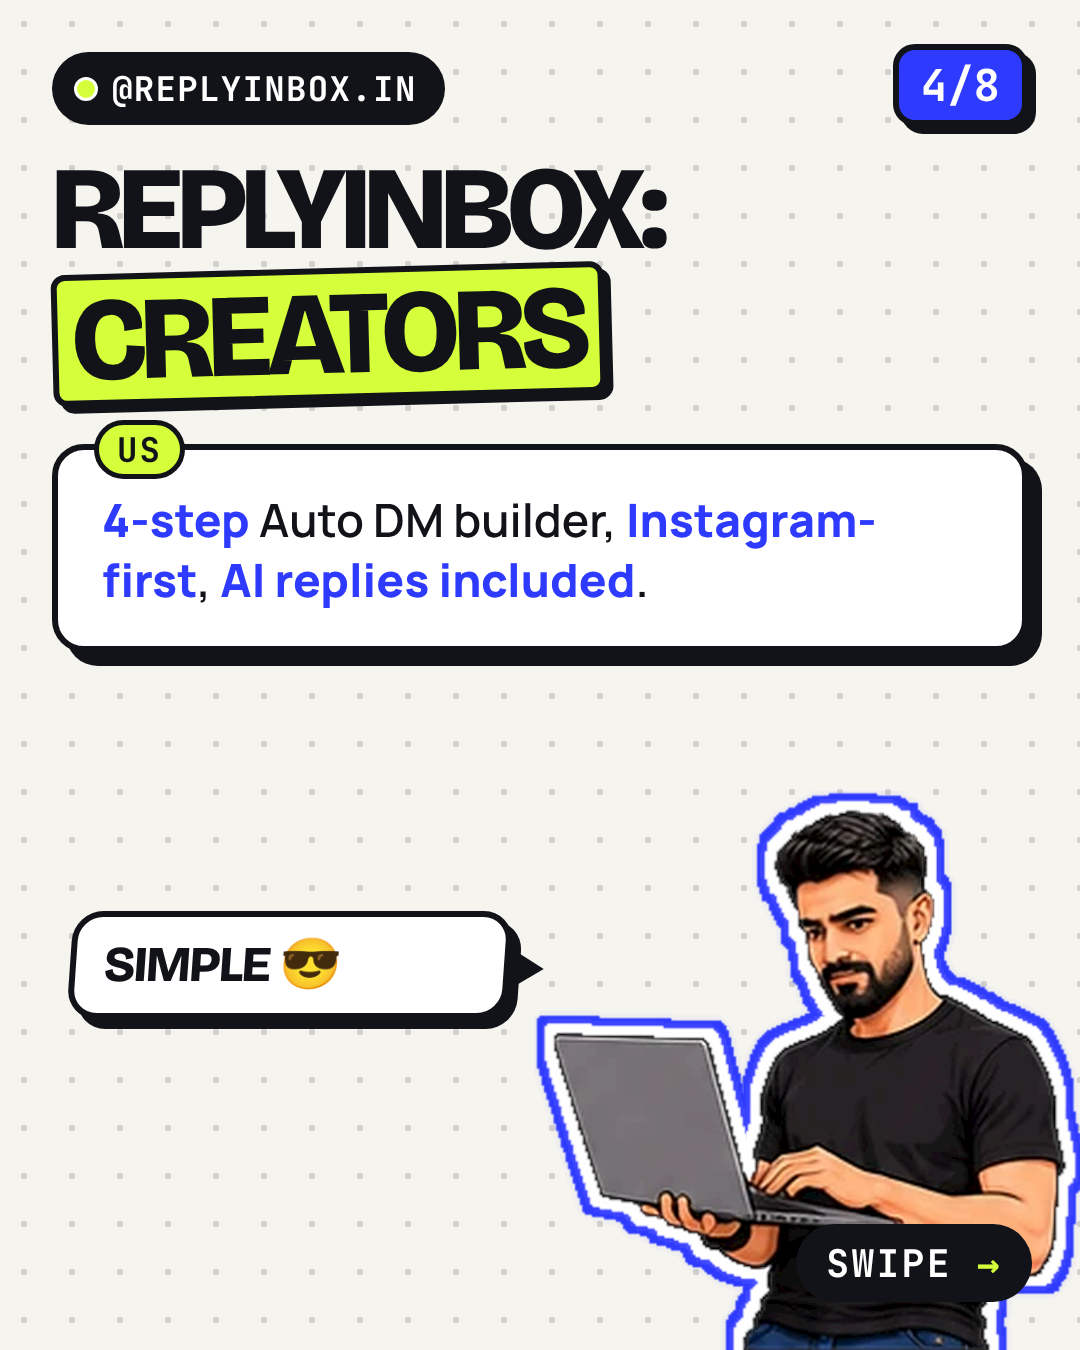 @REPLYINBOX.IN
4/8
REPLYINBOX:
CREATORS
US
4-step Auto DM builder, Instagram-
first, AI replies included.
SIMPLE 😎
SWIPE →